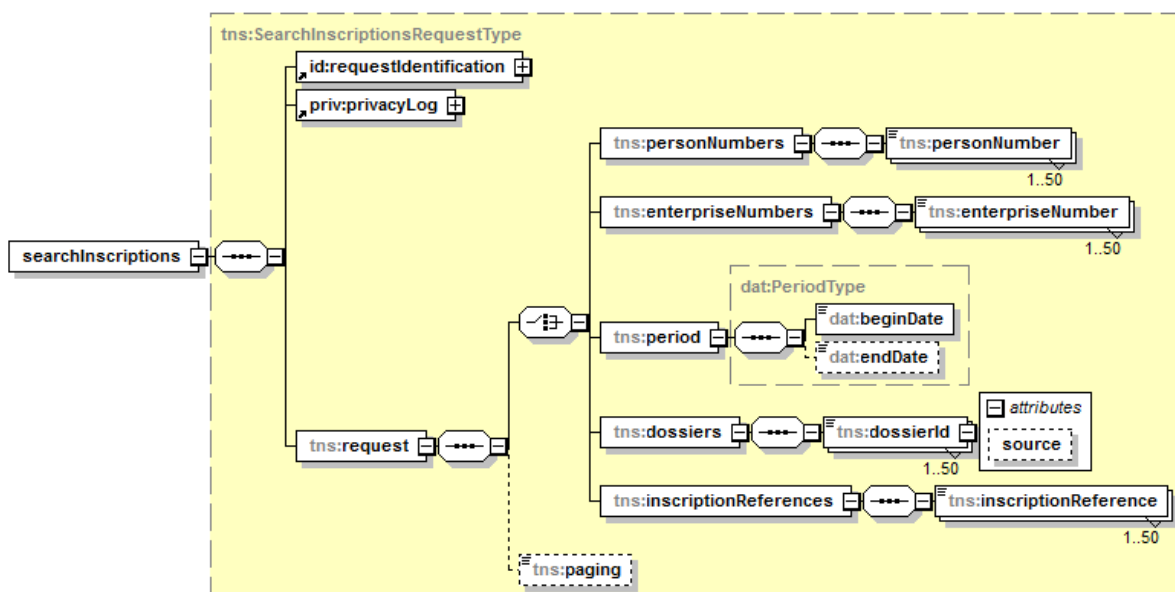 tns:SearchInscriptionsRequestType
id:requestIdentification
priv:privacyLog
tns:personNumbers
tns:personNumber
1..50
tns:enterpriseNumbers
tns:enterpriseNumber
1..50
searchInscriptions
dat:PeriodType
dat:beginDate
tns:period
dat:endDate
attributes
tns:request
tns:dossiers
tns:dossierId
source
1..50
tns:inscriptionReferences
tns:inscriptionReference
1..50
tns:paging